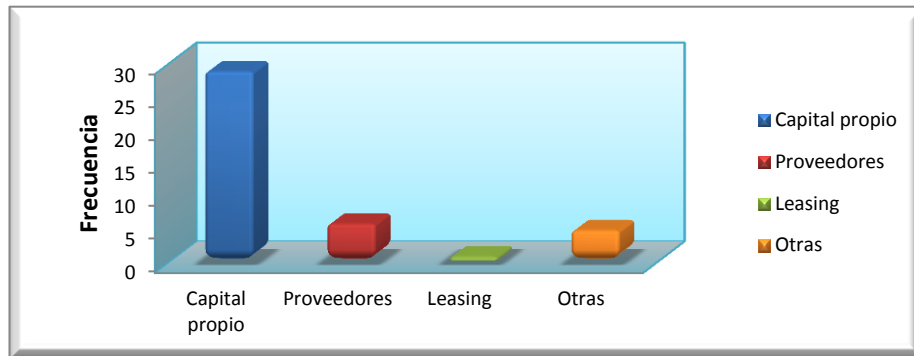 Frecuencia
30
25
20
15
10
5
0
Capital
propio
Proveedores
Leasing
Otras
Capital propio
Proveedores
Leasing
Otras